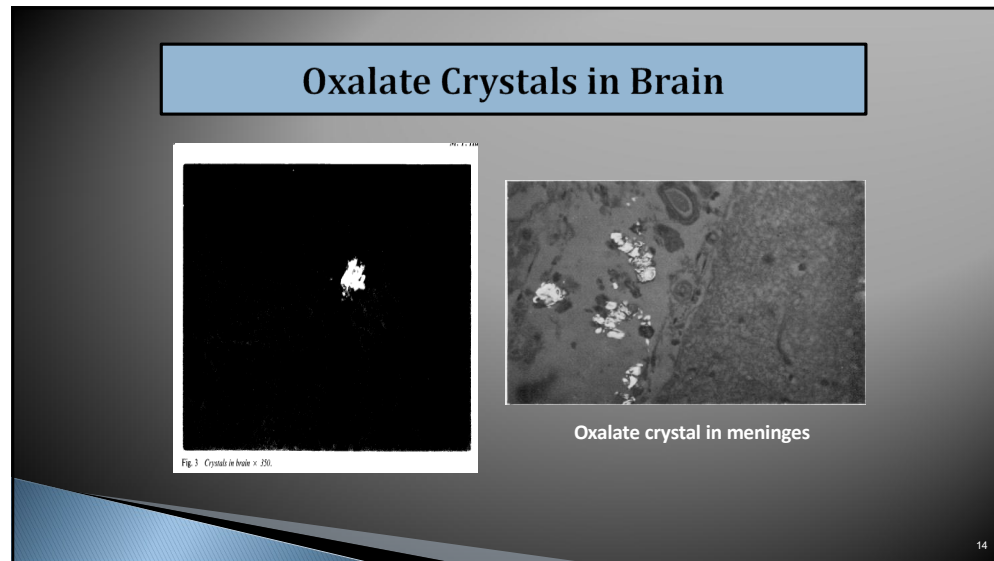 Oxalate Crystals in Brain
Fig. 3 Crystals in brain × 350.
Oxalate crystal in meninges
14